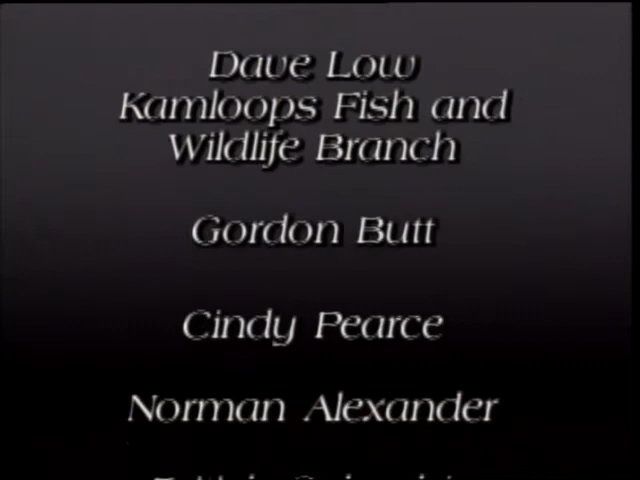 Dave Low
Kamloops Fish and
Wildlife Branch
Gordon Butt
Cindy Pearce
Norman Alexander